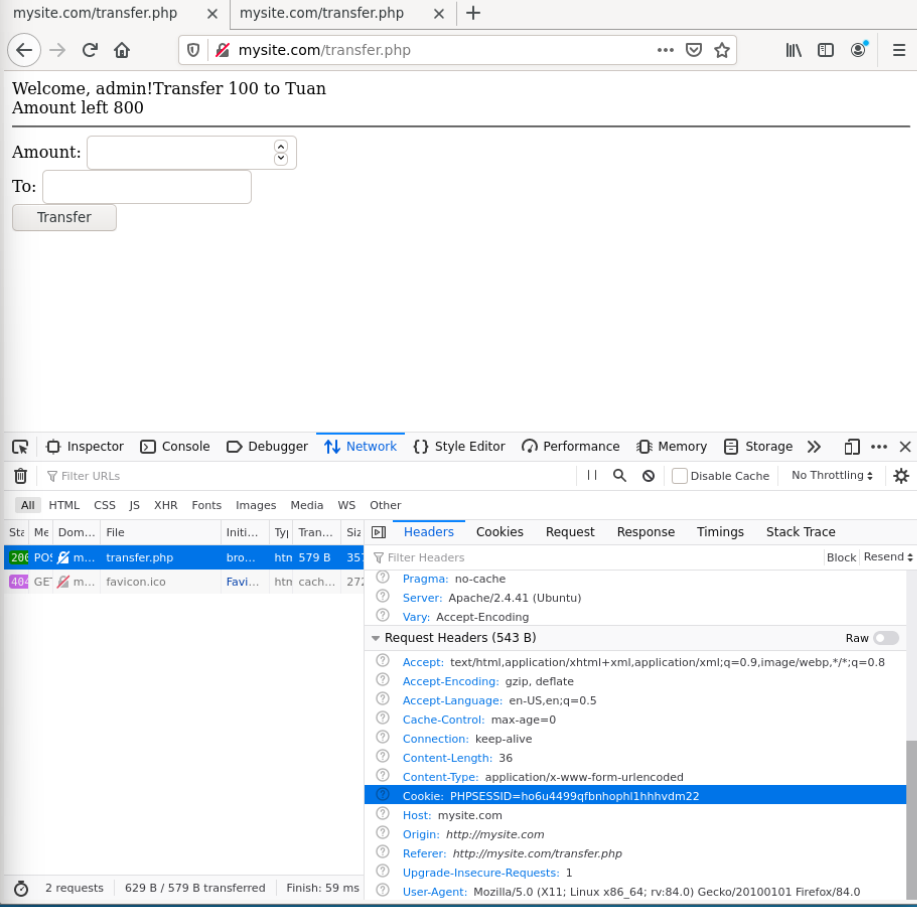 mysite.com/transfer.php
mysite.com/transfer.php
mysite.com/transfer.php
Welcome, admin!Transfer 100 to Tuan
Amount left 800
Amount:
To:
Transfer
Inspector Console Debugger Network Style Editor Performance Memory Storage
Filter URLs Disable Cache No Throttling
All HTML CSS JS XHR Fonts Images Media WS Other
Sta Me Dom... File Initi... Tyj Tran... Siz
200 POS m... transfer.php bro... htn 579 B 357
404 GET m... favicon.ico Favi... htn cach... 272
2 requests 629 B / 579 B transferred Finish: 59 ms
Headers Cookies Request Response Timings Stack Trace
Filter Headers Block Resend
Pragma: no-cache
Server: Apache/2.4.41 (Ubuntu)
Vary: Accept-Encoding
Request Headers (543 B) Raw
Accept: text/html,application/xhtml+xml,application/xml;q=0.9,image/webp,*/*;q=0.8
Accept-Encoding: gzip, deflate
Accept-Language: en-US,en;q=0.5
Cache-Control: max-age=0
Connection: keep-alive
Content-Length: 36
Content-Type: application/x-www-form-urlencoded
Cookie: PHPSESSID=ho6u4499qfbnhophl1hhhvdm22
Host: mysite.com
Origin: http://mysite.com
Referer: http://mysite.com/transfer.php
Upgrade-Insecure-Requests: 1
User-Agent: Mozilla/5.0 (X11; Linux x86_64; rv:84.0) Gecko/20100101 Firefox/84.0